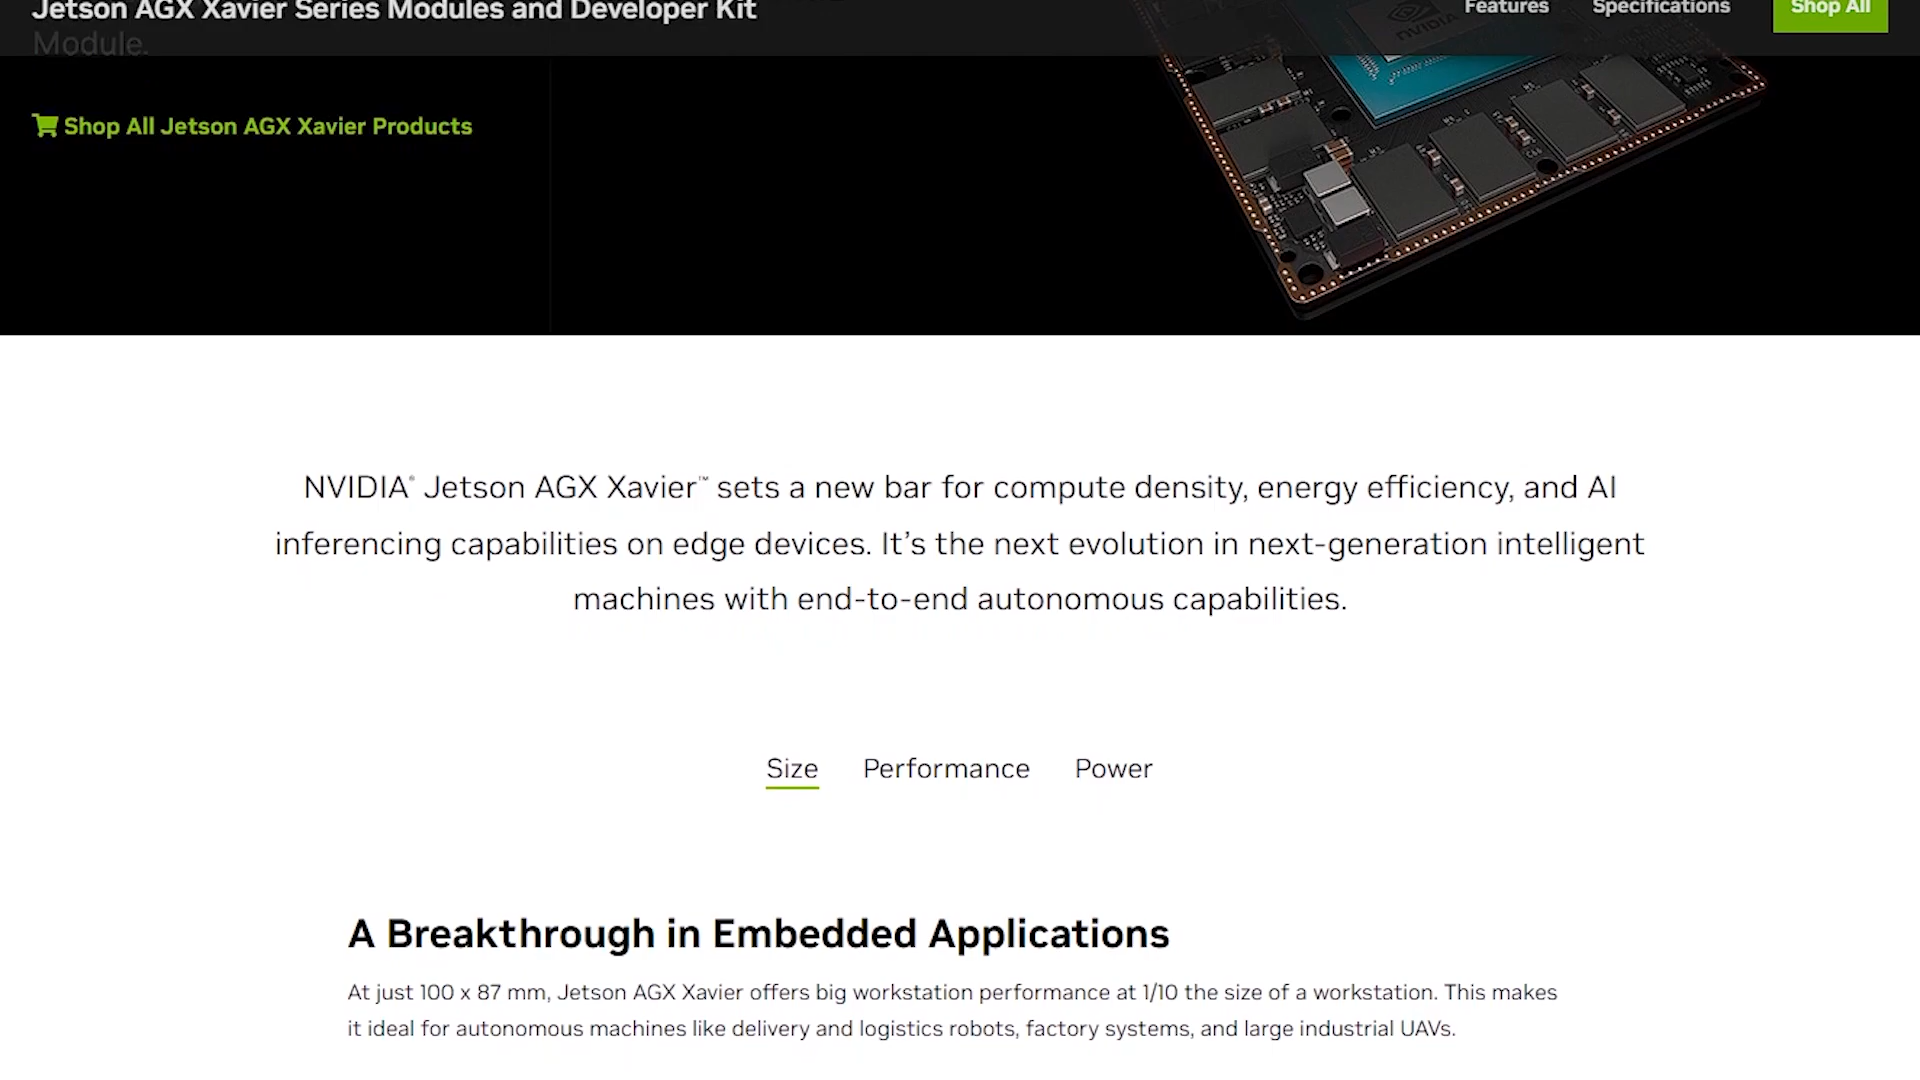 Jetson AGX Xavier Series Modules and Developer Kit
Features
Specifications
Shop All
Module.
NVIDIA
Shop All Jetson AGX Xavier Products
NVIDIA® Jetson AGX Xavier™ sets a new bar for compute density, energy efficiency, and AI
inferencing capabilities on edge devices. It’s the next evolution in next-generation intelligent
machines with end-to-end autonomous capabilities.
Size
Performance
Power
A Breakthrough in Embedded Applications
At just 100 x 87 mm, Jetson AGX Xavier offers big workstation performance at 1/10 the size of a workstation. This makes
it ideal for autonomous machines like delivery and logistics robots, factory systems, and large industrial UAVs.